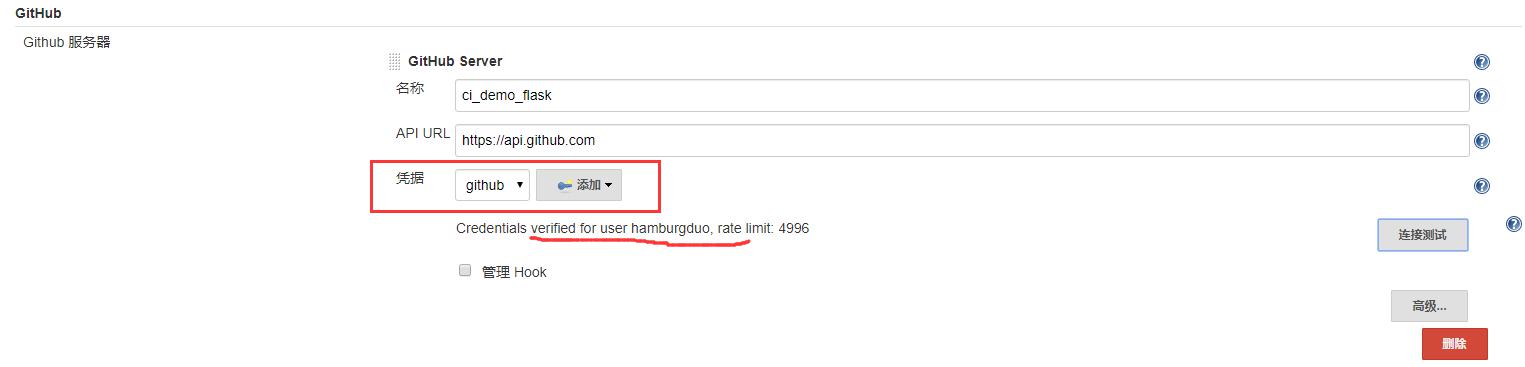 GitHub
Github 服务器
GitHub Server
名称
ci_demo_flask
API URL
https://api.github.com
凭据
github
添加
Credentials verified for user hamburgduo, rate limit: 4996
连接测试
管理 Hook
高级...
删除